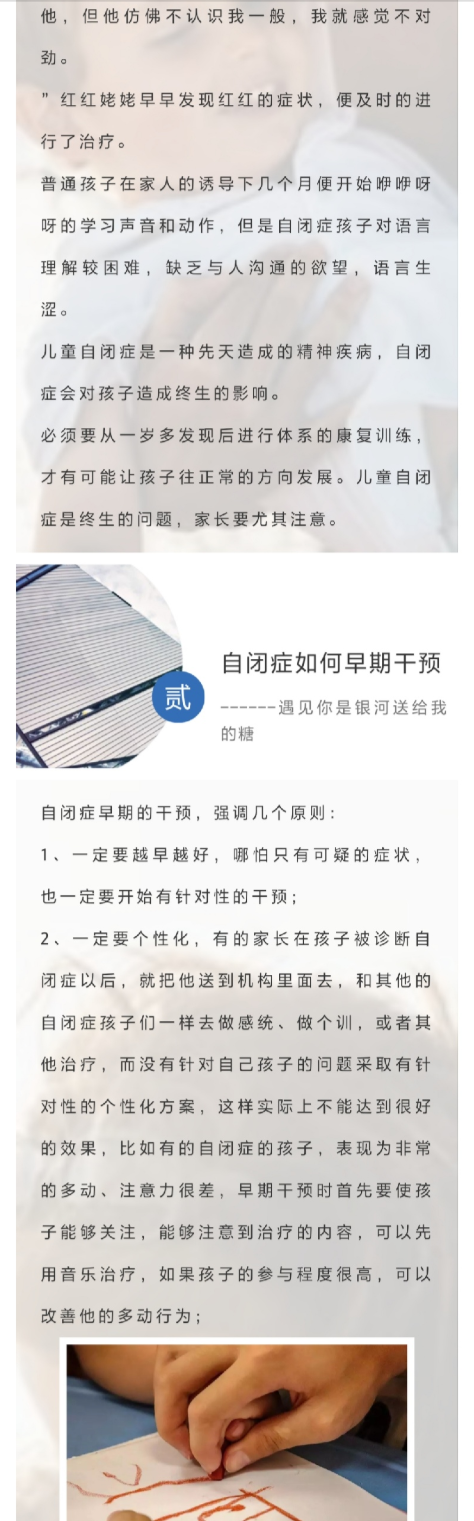 他，但他仿佛不认识我一般，我就感觉不对
劲。
”红红姥姥早早发现红红的症状，便及时的进
行了治疗。
普通孩子在家人的诱导下几个月便开始咿咿呀
呀的学习声音和动作，但是自闭症孩子对语言
理解较困难，缺乏与人沟通的欲望，语言生
涩。
儿童自闭症是一种先天造成的精神疾病，自闭
症会对孩子造成终生的影响。
必须要从一岁多发现后进行体系的康复训练，
才有可能让孩子往正常的方向发展。儿童自闭
症是终生的问题，家长要尤其注意。
贰
自闭症如何早期干预
------遇见你是银河送给我
的糖
自闭症早期的干预，强调几个原则：
1、一定要越早越好，哪怕只有可疑的症状，
也一定要开始有针对性的干预；
2、一定要个性化，有的家长在孩子被诊断自
闭症以后，就把他送到机构里面去，和其他的
自闭症孩子们一样去做感统、做个训，或者其
他治疗，而没有针对自己孩子的问题采取有针
对性的个性化方案，这样实际上不能达到很好
的效果，比如有的自闭症的孩子，表现为非常
的多动、注意力很差，早期干预时首先要使孩
子能够关注，能够注意到治疗的内容，可以先
用音乐治疗，如果孩子的参与程度很高，可以
改善他的多动行为；